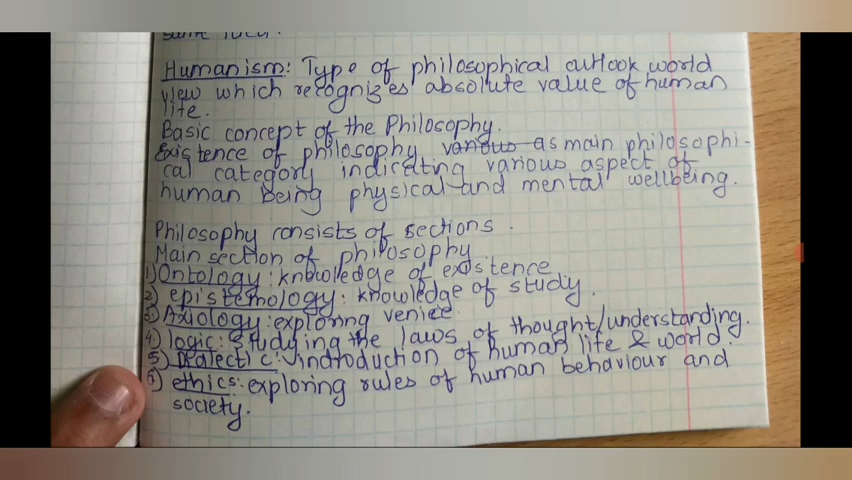 same idea.
Humanism: Type of philosophical outlook world
view which recognizes absolute value of human
life.
Basic concept of the Philosophy.
Existence of philosophy various as main philosophi-
cal category indicating various aspect of
human being physical and mental wellbeing.
Philosophy consists of sections.
Main section of philosophy
1) Ontology: knowledge of existence
2) epistemology: knowledge of study.
3) Axiology: exploring venice.
4) logic: studying the laws of thought/understanding.
5) Dealectic: indroduction of human life & world.
6) ethics: exploring rules of human behaviour and
society.